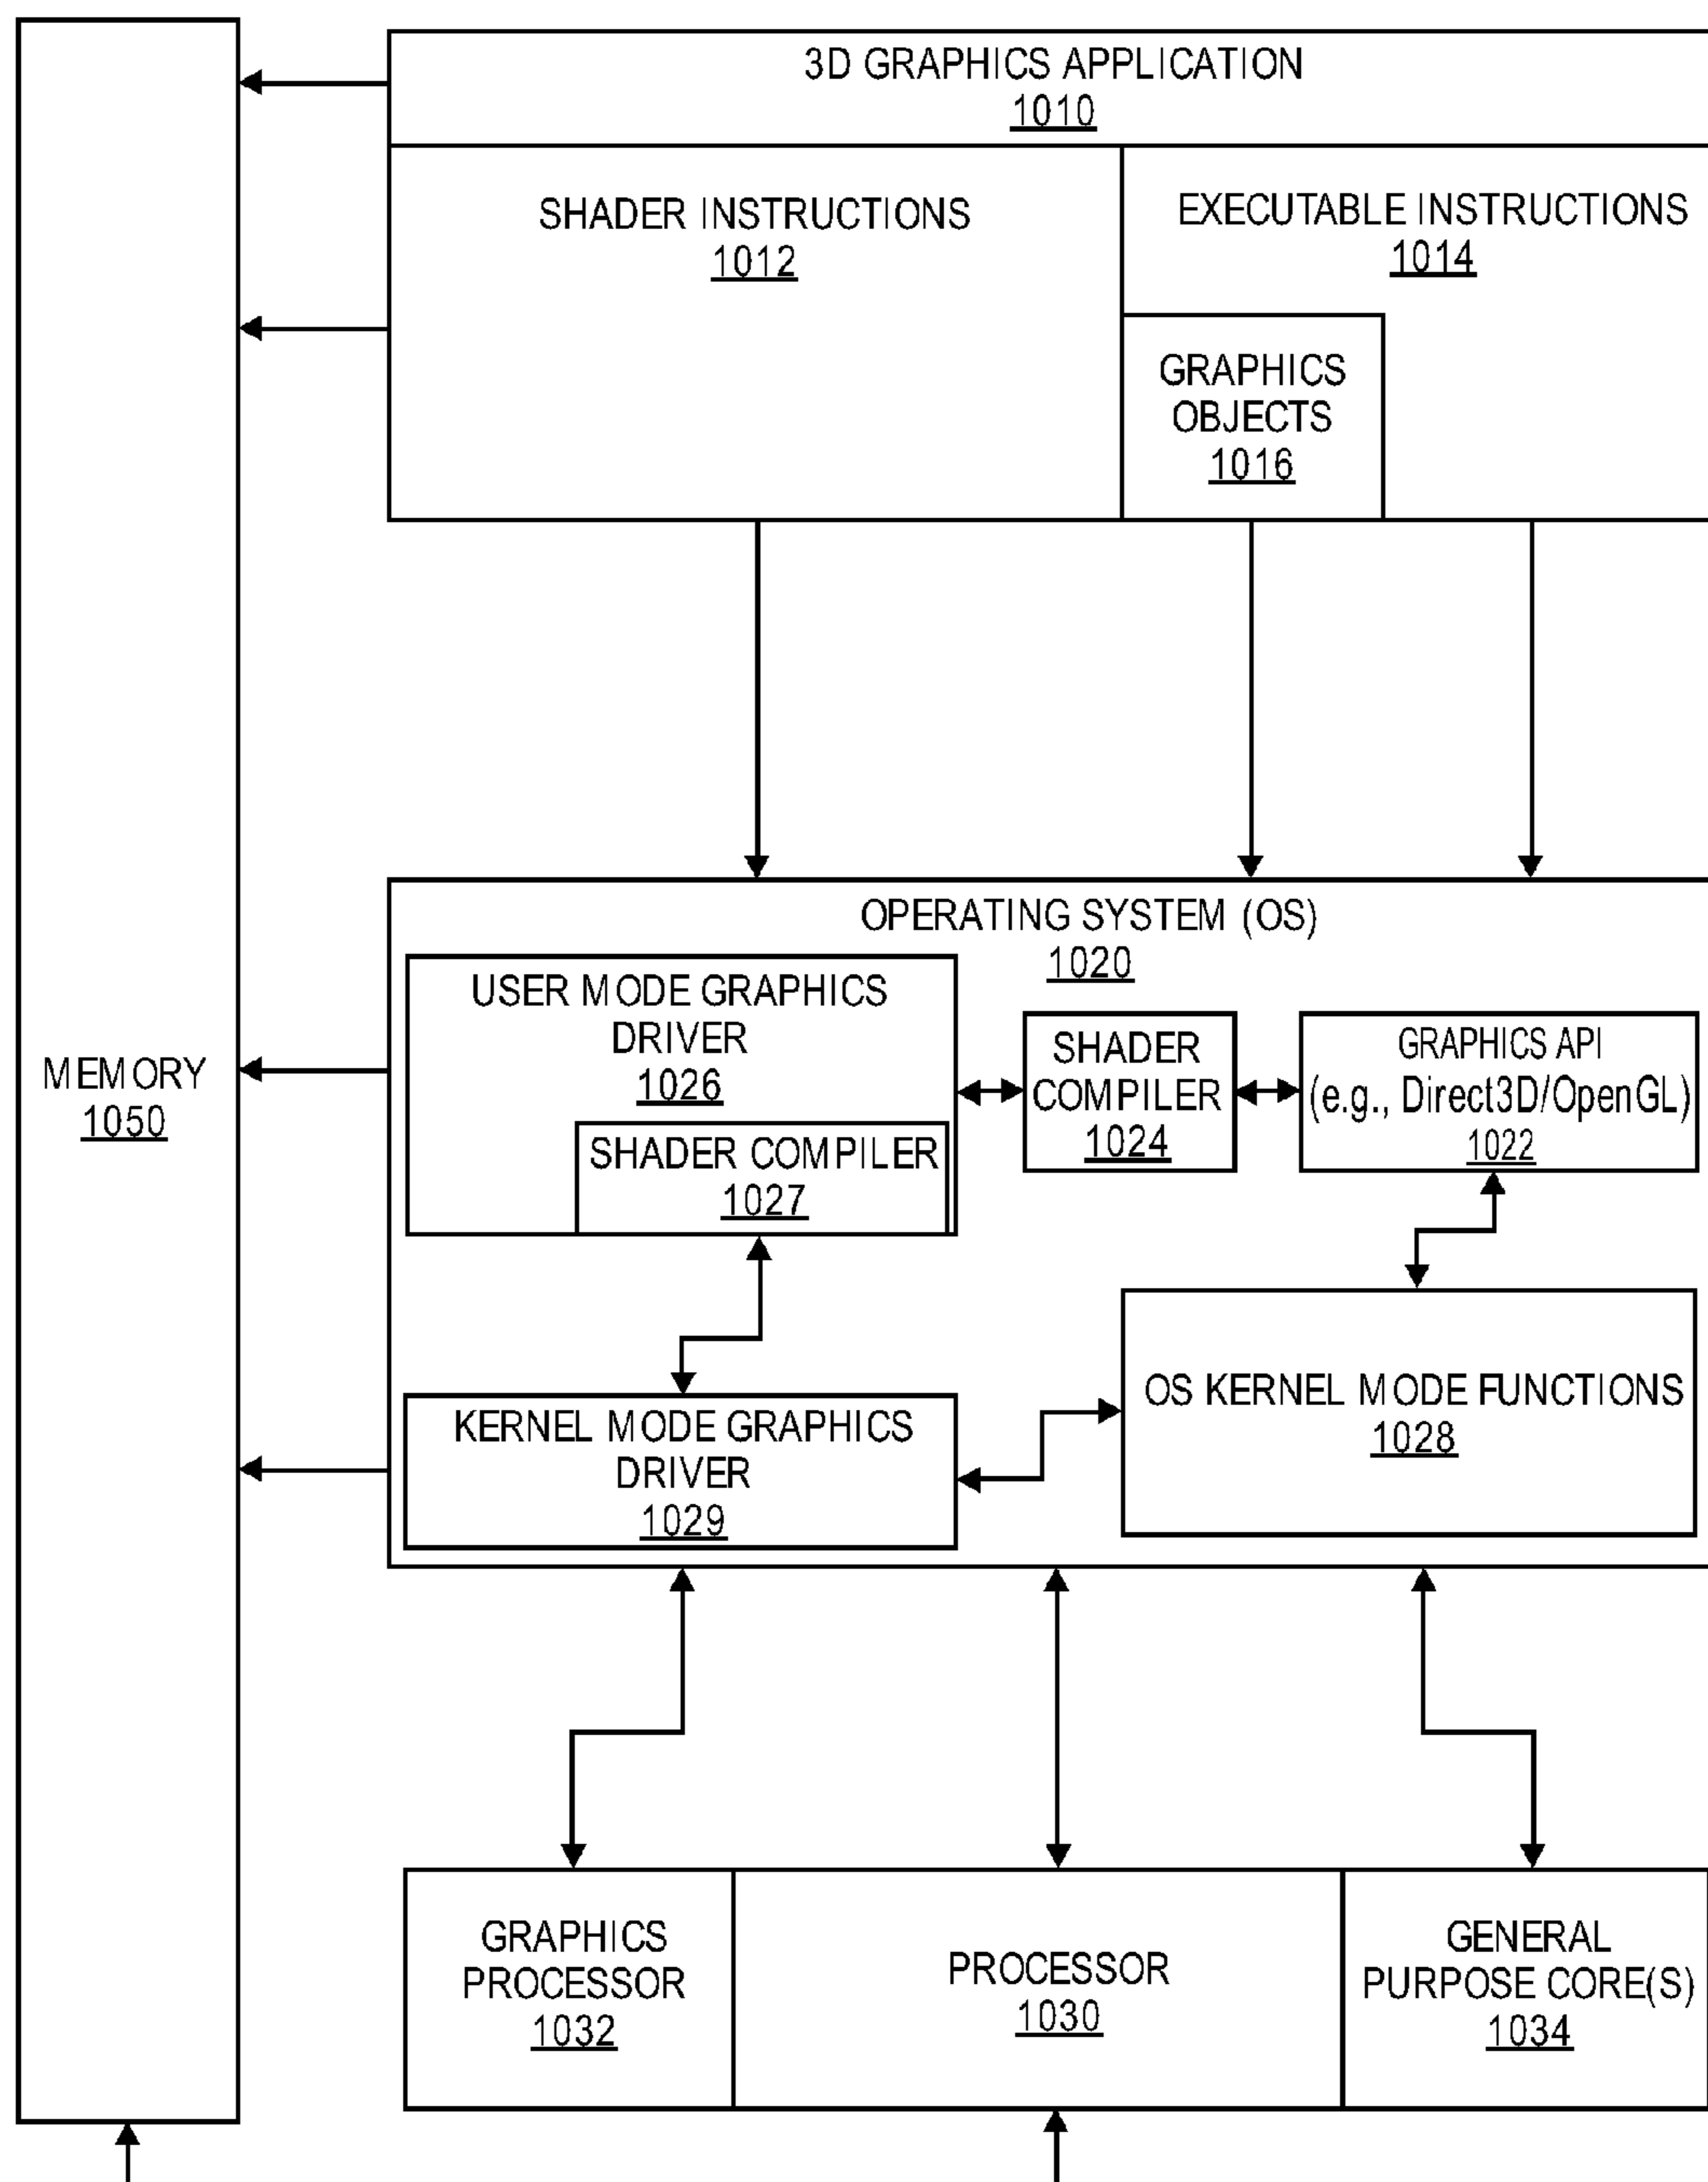 3D GRAPHICS APPLICATION
1010
SHADER INSTRUCTIONS
1012
EXECUTABLE INSTRUCTIONS
1014
GRAPHICS
OBJECTS
1016
OPERATING SYSTEM (OS)
1020
USER MODE GRAPHICS
DRIVER
1026
SHADER COMPILER
1027
SHADER
COMPILER
1024
GRAPHICS API
(e.g., Direct3D/OpenGL)
1022
MEMORY
1050
KERNEL MODE GRAPHICS
DRIVER
1029
OS KERNEL MODE FUNCTIONS
1028
GRAPHICS
PROCESSOR
1032
PROCESSOR
1030
GENERAL
PURPOSE CORE(S)
1034